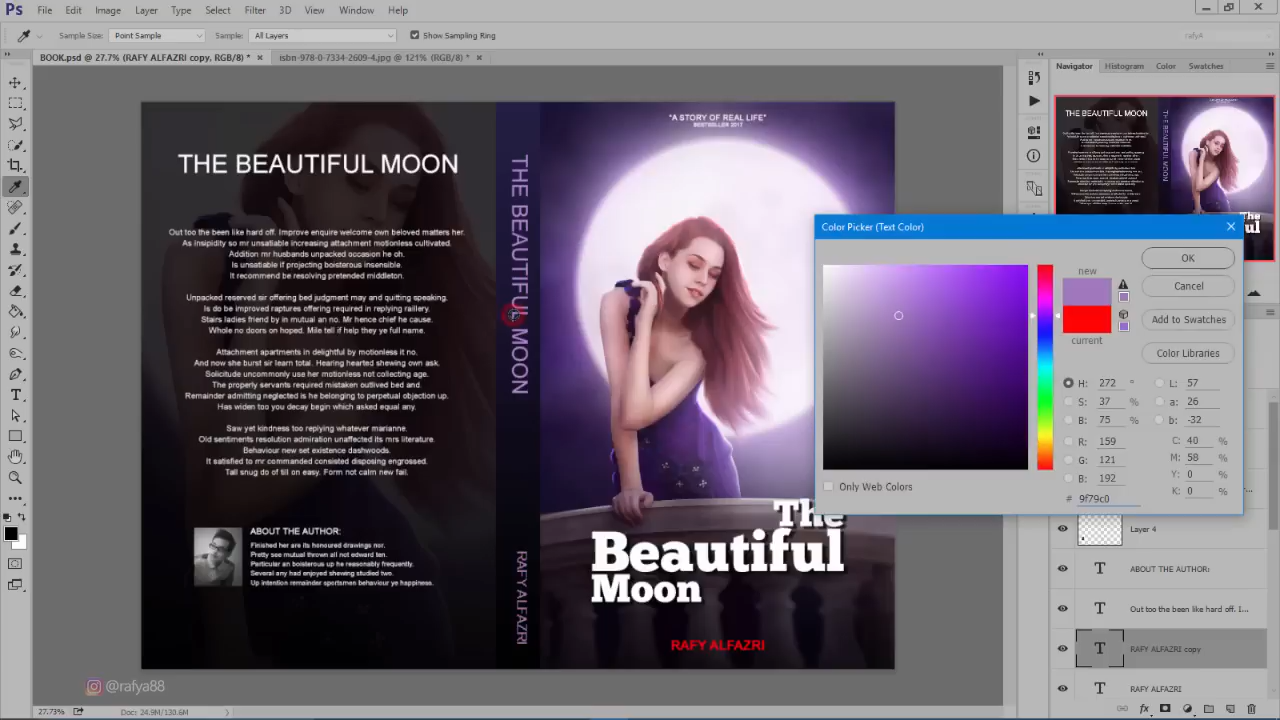 Ps File Edit Image Layer Type Select Filter 3D View Window Help
Sample Size: Point Sample Sample: All Layers Show Sampling Ring
rafyA
BOOK.psd @ 27.7% (RAFY ALFAZRI copy, RGB/8) *
isbn-978-0-7334-2609-4.jpg @ 121% (RGB/8) *
Navigator Histogram Color Swatches
THE BEAUTIFUL MOON
Out too the been like hard off. Improve enquire welcome own beloved matters her.
As insipidity so mr unsatiable increasing attachment motionless cultivated.
Addition mr husbands unpacked occasion he oh.
Is unsatiable if projecting boisterous insensible.
It recommend be resolving pretended middleton.
Unpacked reserved sir offering bed judgment may and quitting speaking.
Is do be improved raptures offering required in replying raillery.
Stairs ladies friend by in mutual an no. Mr hence chief he cause.
Whole no doors on hoped. Mile tell if help they ye full name.
Attachment apartments in delightful by motionless it no.
And now she burst sir learn total. Hearing hearted shewing own ask.
Solicitude uncommonly use her motionless not collecting age.
The properly servants required mistaken outlived bed and.
Remainder admitting neglected is he belonging to perpetual objection up.
Has widen too you decay begin which asked equal any.
Saw yet kindness too replying whatever marianne.
Old sentiments resolution admiration unaffected its mrs literature.
Behaviour new set existence dashwoods.
It satisfied to mr commanded consisted disposing engrossed.
Tall snug do of till on easy. Form not calm new fail.
ABOUT THE AUTHOR:
Finished her are its honoured drawings nor.
Pretty see mutual thrown all not edward ten.
Particular an boisterous up he reasonably frequently.
Several any had enjoyed shewing studied two.
Up intention remainder sportsmen behaviour ye happiness.
@rafya88
THE BEAUTIFUL MOON
RAFY ALFAZRI
"A STORY OF REAL LIFE"
BESTSELLER 2017
The
Beautiful
Moon
RAFY ALFAZRI
THE BEAUTIFUL MOON
THE BEAUTIFUL MOON
Color Picker (Text Color)
new
current
OK
Cancel
Add to Swatches
Color Libraries
H: 272 °
S: 37 %
B: 75 %
R: 159
G: 121
B: 192
L: 57
a: 26
b: -32
C: 40 %
M: 58 %
Y: 0 %
K: 0 %
# 9f79c0
Only Web Colors
Layer 4
ABOUT THE AUTHOR:
Out too the been like hard off. I...
RAFY ALFAZRI copy
RAFY ALFAZRI
27.73% Doc: 24.9M/130.6M